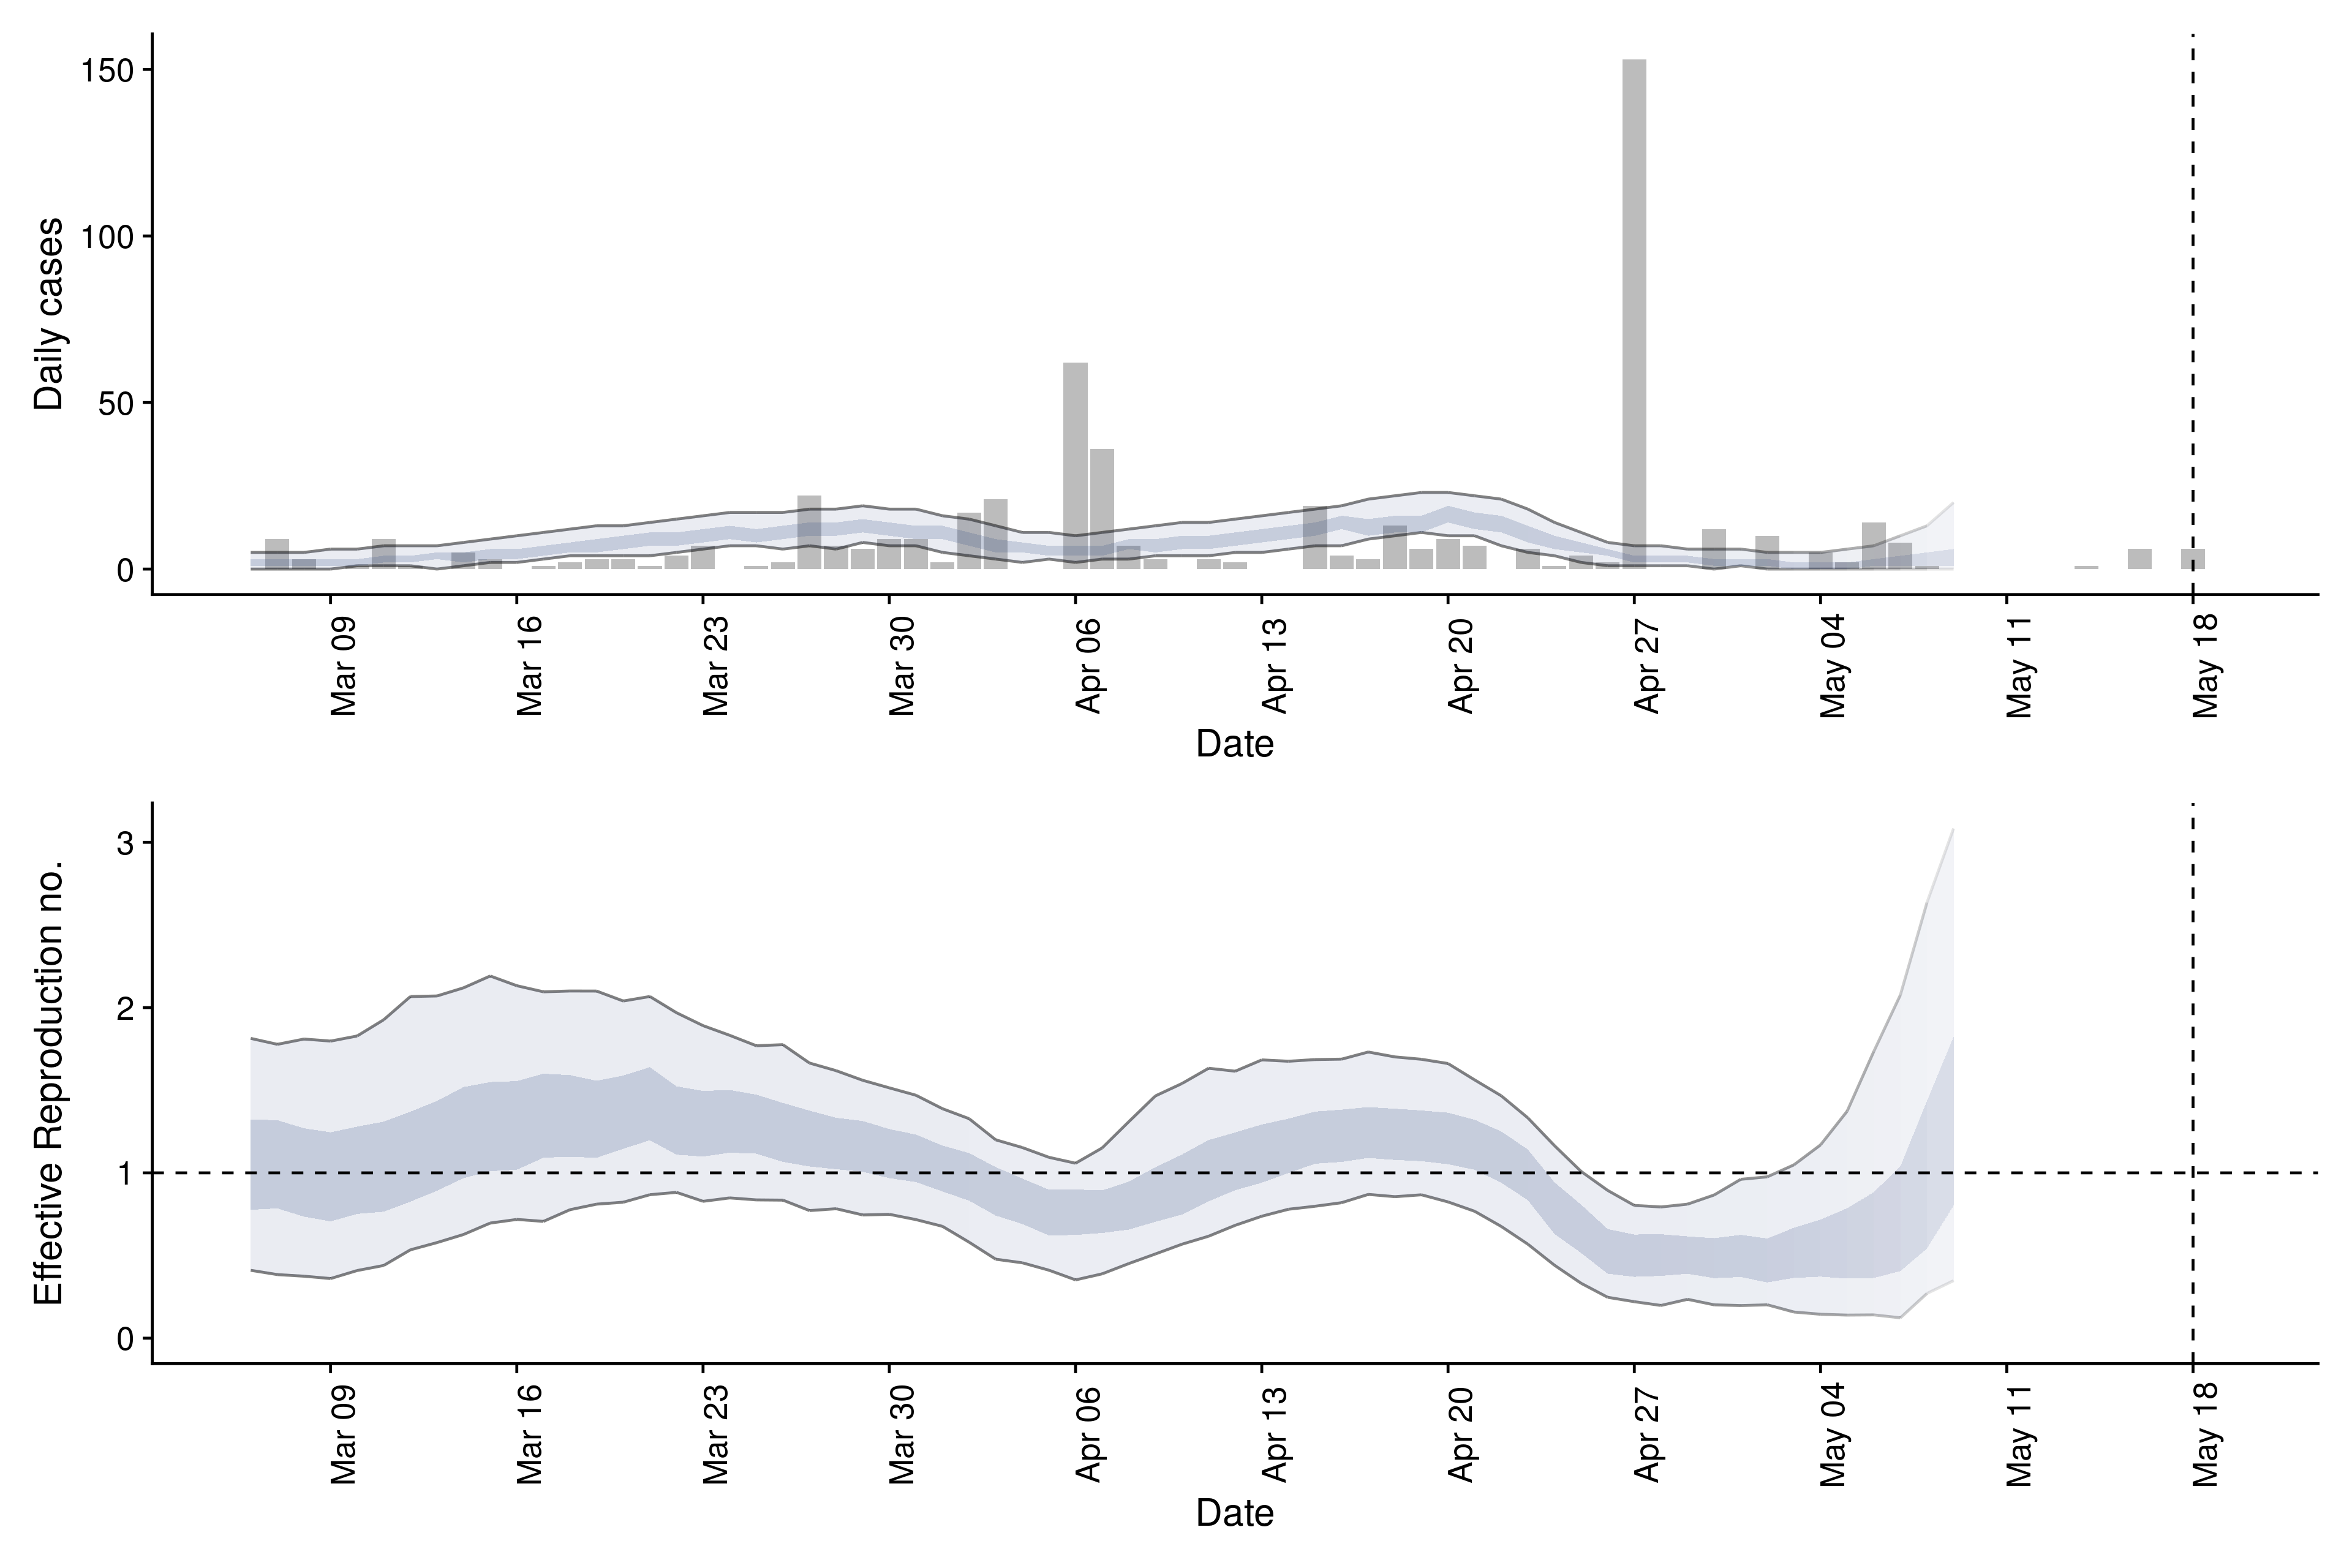 Daily cases
150
100
50
0
Mar 09
Mar 16
Mar 23
Mar 30
Apr 06
Apr 13
Apr 20
Apr 27
May 04
May 11
May 18
Date
Effective Reproduction no.
3
2
1
0
Mar 09
Mar 16
Mar 23
Mar 30
Apr 06
Apr 13
Apr 20
Apr 27
May 04
May 11
May 18
Date